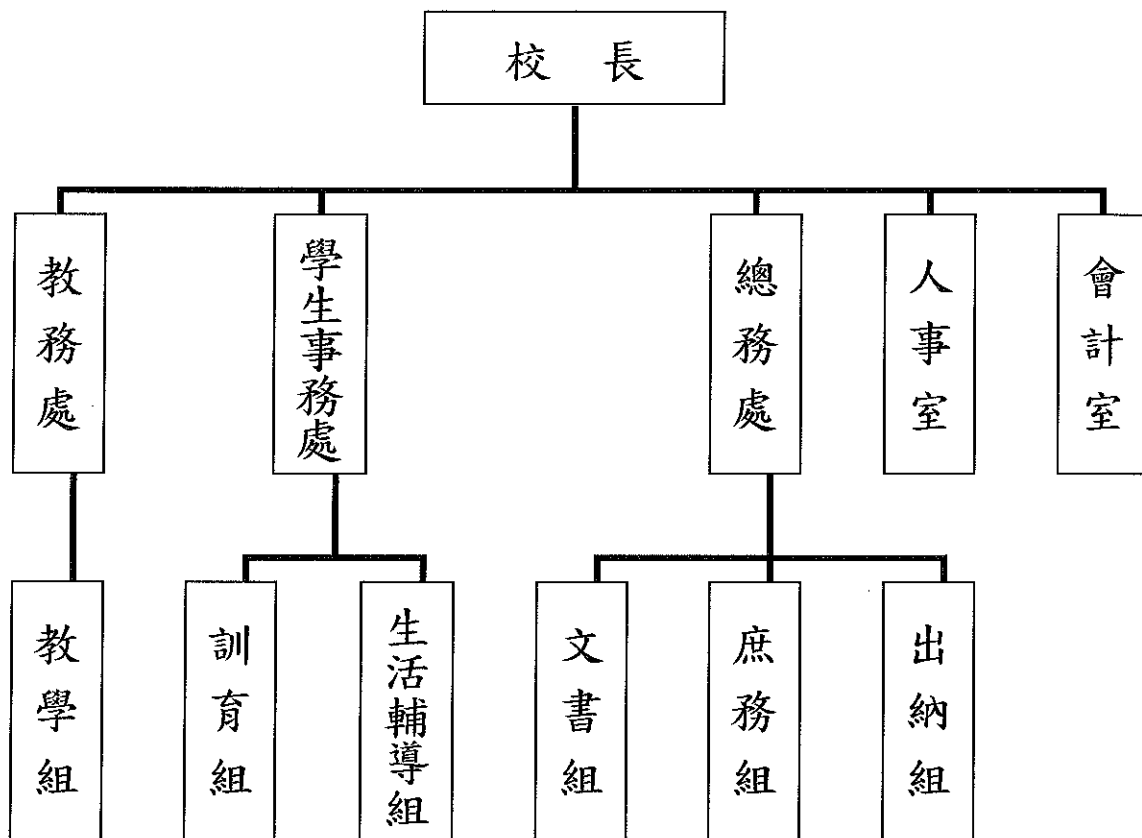 校長
教務處
學生事務處
總務處
人事室
會計室
教學組
訓育組
生活輔導組
文書組
庶務組
出納組